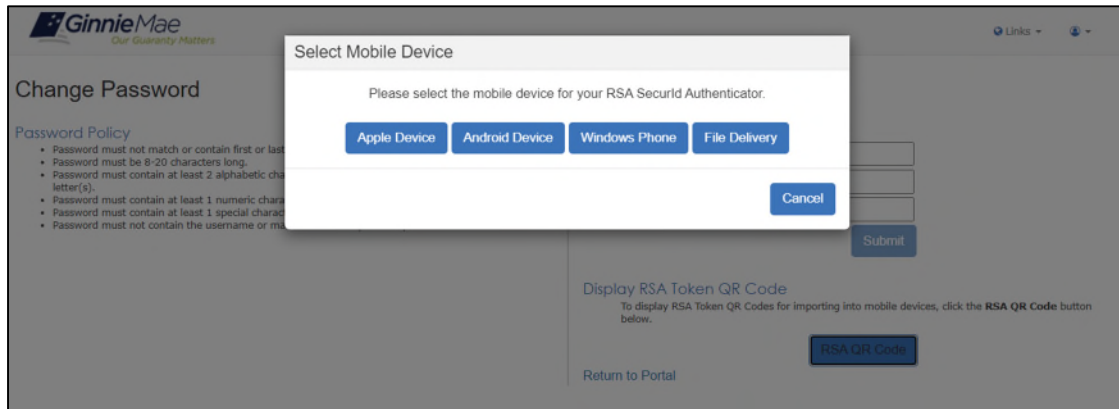 GinnieMae
Our Guaranty Matters
Links
Select Mobile Device
Please select the mobile device for your RSA SecurId Authenticator.
Apple Device
Android Device
Windows Phone
File Delivery
Cancel
Change Password
Password Policy
• Password must not match or contain first or last
• Password must be 8-20 characters long.
• Password must contain at least 2 alphabetic
letter(s).
• Password must contain at least 1 numeric
• Password must contain at least 1 special
• Password must not contain the username or
Submit
Display RSA Token QR Code
To display RSA Token QR Codes for importing into mobile devices, click the RSA QR Code button
below.
RSA QR Code
Return to Portal